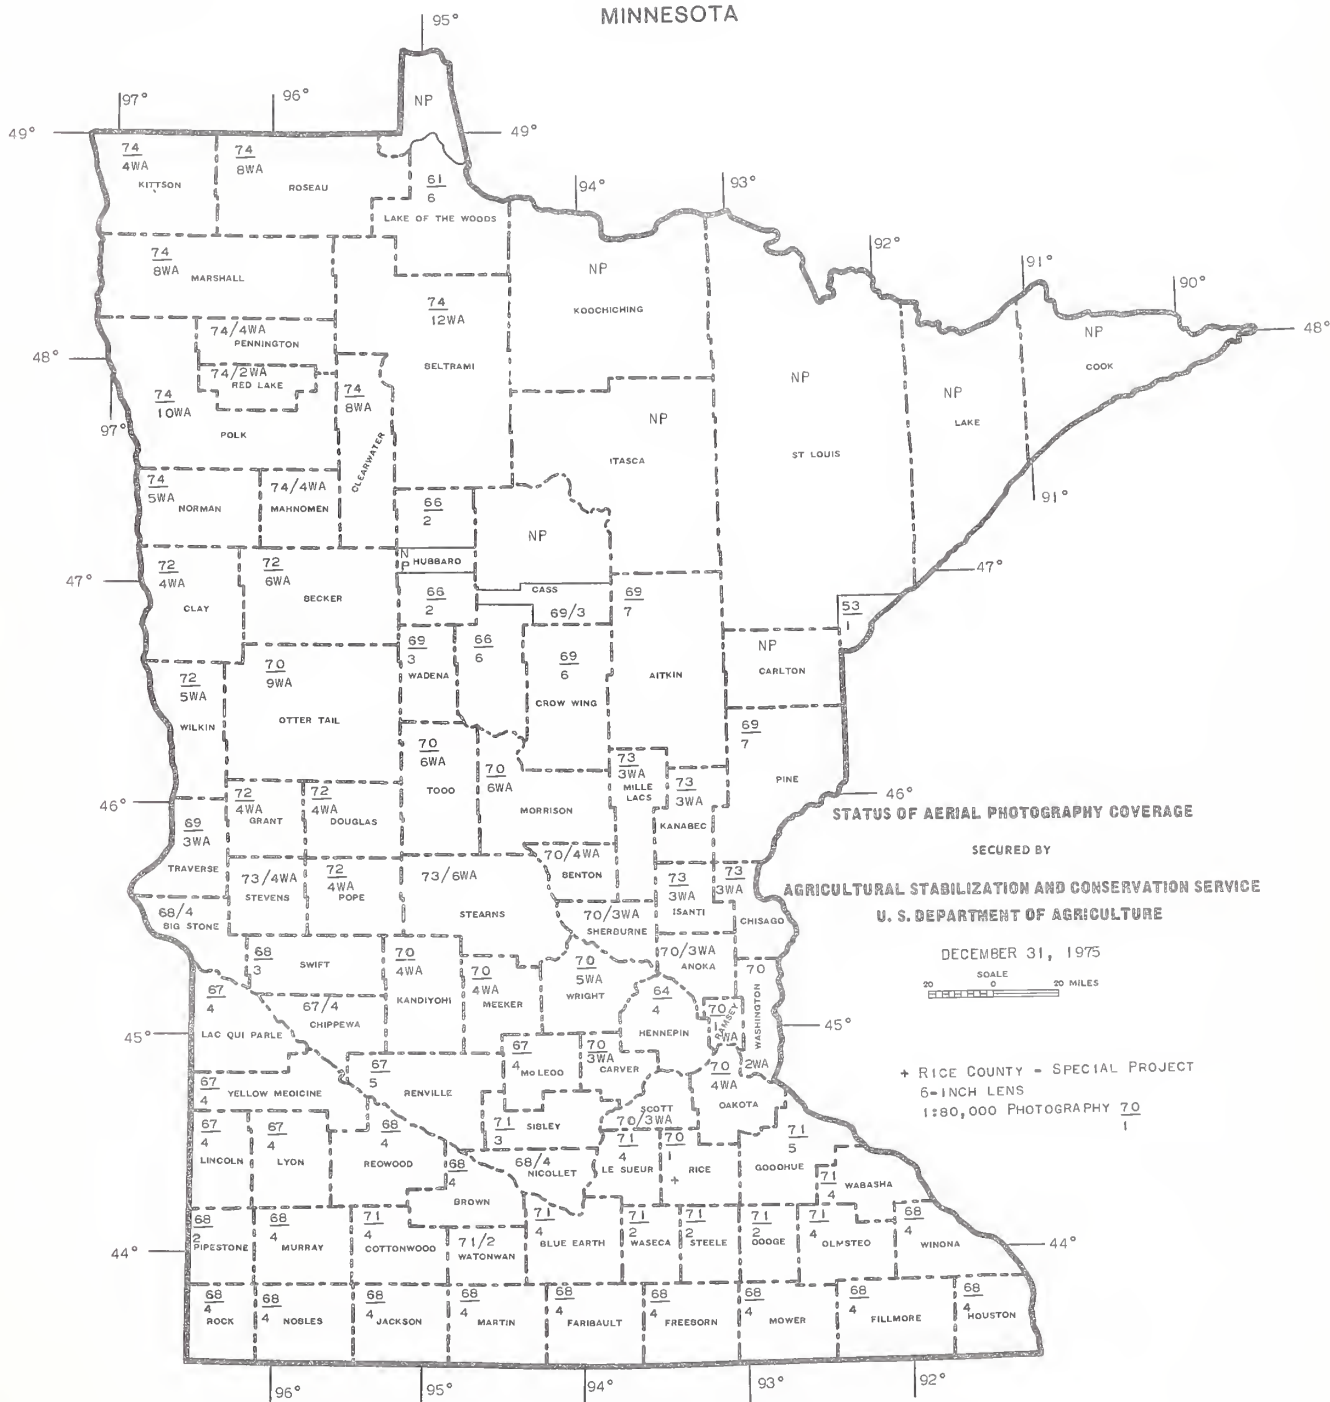 MINNESOTA
95°
97°
96°
NP
49°
49°
74
4WA
KITTSON
74
8WA
ROSEAU
61
6
LAKE OF THE WOODS
94°
93°
92°
91°
90°
74
8WA
MARSHALL
NP
KOOCHICHING
74
12WA
BELTRAMI
NP
COOK
48°
74/4WA
PENNINGTON
48°
74/2WA
RED LAKE
74
10WA
POLK
97°
74
8WA
CLEARWATER
NP
ITASCA
NP
ST LOUIS
NP
LAKE
91°
74
5WA
NORMAN
74/4WA
MAHNOMEN
66
2
NP
N
P
HUBBARO
47°
72
4WA
CLAY
72
6WA
BECKER
66
2
CASS
69/3
69
7
AITKIN
47°
53
1
NP
CARLTON
72
5WA
WILKIN
70
9WA
OTTER TAIL
69
3
WADENA
66
6
69
6
CROW WING
69
7
PINE
70
6WA
TODO
70
6WA
MORRISON
73
3WA
MILLE
LACS
73
3WA
KANABEC
46°
46°
72
4WA
GRANT
72
4WA
DOUGLAS
69
3WA
TRAVERSE
STATUS OF AERIAL PHOTOGRAPHY COVERAGE
SECURED BY
AGRICULTURAL STABILIZATION AND CONSERVATION SERVICE
U. S. DEPARTMENT OF AGRICULTURE
DECEMBER 31, 1975
SCALE
20 0 20 MILES
73/4WA
STEVENS
72
4WA
POPE
73/6WA
STEARNS
70/4WA
BENTON
73
3WA
ISANTI
73
3WA
CHISAGO
68/4
BIG STONE
70/3WA
SHERBURNE
68
3
SWIFT
70
4WA
KANDIYOHI
70
4WA
MEEKER
70
5WA
WRIGHT
70/3WA
ANOKA
70
WASHINGTON
2WA
67
4
LAC QUI PARLE
67/4
CHIPPEWA
64
4
HENNEPIN
70
1WA
RAMSEY
45°
45°
67
4
YELLOW MEOICINE
67
5
RENVILLE
67
4
MoLEOO
70
3WA
CARVER
70
4WA
OAKOTA
+ RICE COUNTY - SPECIAL PROJECT
6-INCH LENS
1:80,000 PHOTOGRAPHY 70
1
67
4
LINCOLN
67
4
LYON
68
4
REOWOOD
71
3
SIBLEY
SCOTT
70/3WA
68
4
BROWN
68/4
NICOLLET
71
4
LE SUEUR
70
1
RICE
+
71
5
GOOOHUE
71
4
WABASHA
68
2
PIPESTONE
68
4
MURRAY
71
4
COTTONWOOO
71/2
WATONWAN
71
4
BLUE EARTH
71
2
WASECA
71
2
STEELE
71
2
OODGE
71
4
OLMSTEO
68
4
WINONA
44°
44°
68
4
ROCK
68
4
NOBLES
68
4
JACKSON
68
4
MARTIN
68
4
FARIBAULT
68
4
FREEBORN
68
4
MOWER
68
4
FILLMORE
68
4
HOUSTON
96°
95°
94°
93°
92°